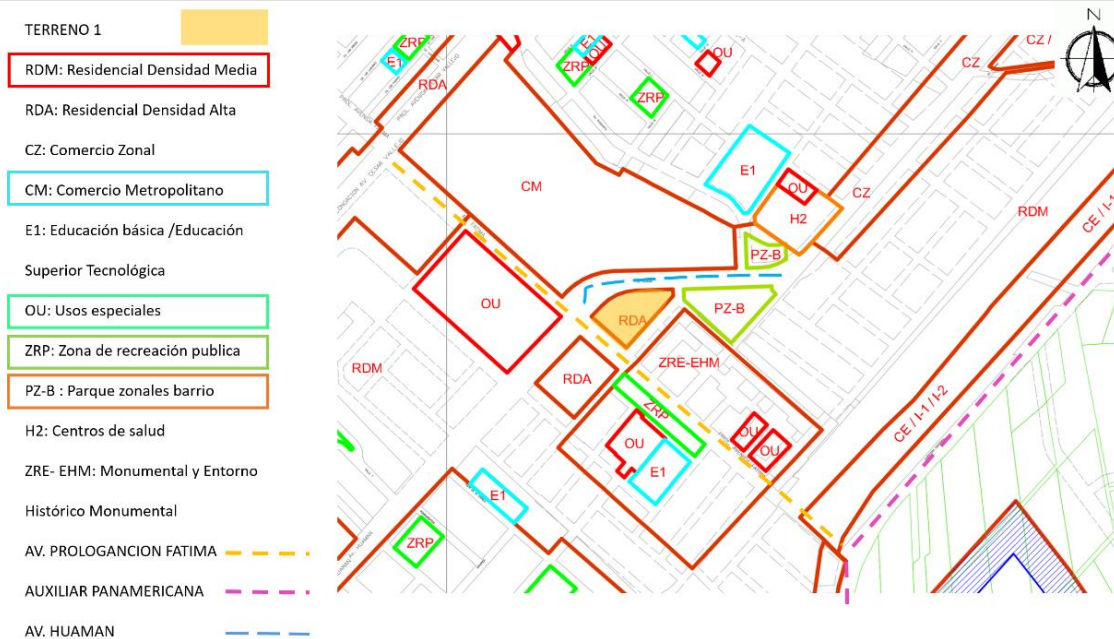 TERRENO 1
RDM: Residencial Densidad Media
RDA: Residencial Densidad Alta
CZ: Comercio Zonal
CM: Comercio Metropolitano
E1: Educación básica /Educación
Superior Tecnológica
OU: Usos especiales
ZRP: Zona de recreación publica
PZ-B : Parque zonales barrio
H2: Centros de salud
ZRE- EHM: Monumental y Entorno
Histórico Monumental
AV. PROLOGANCION FATIMA
AUXILIAR PANAMERICANA
AV. HUAMAN
N
ZRP
E1
E1
OU
ZRP
OU
ZRP
RDA
CZ
CZ /
CM
E1
OU
CZ
H2
RDM
CE / I-1
PZ-B
OU
RDA
PZ-B
RDM
RDA
ZRE-EHM
ZRP
OU
E1
OU
OU
CE / I-1 / I-2
E1
ZRP